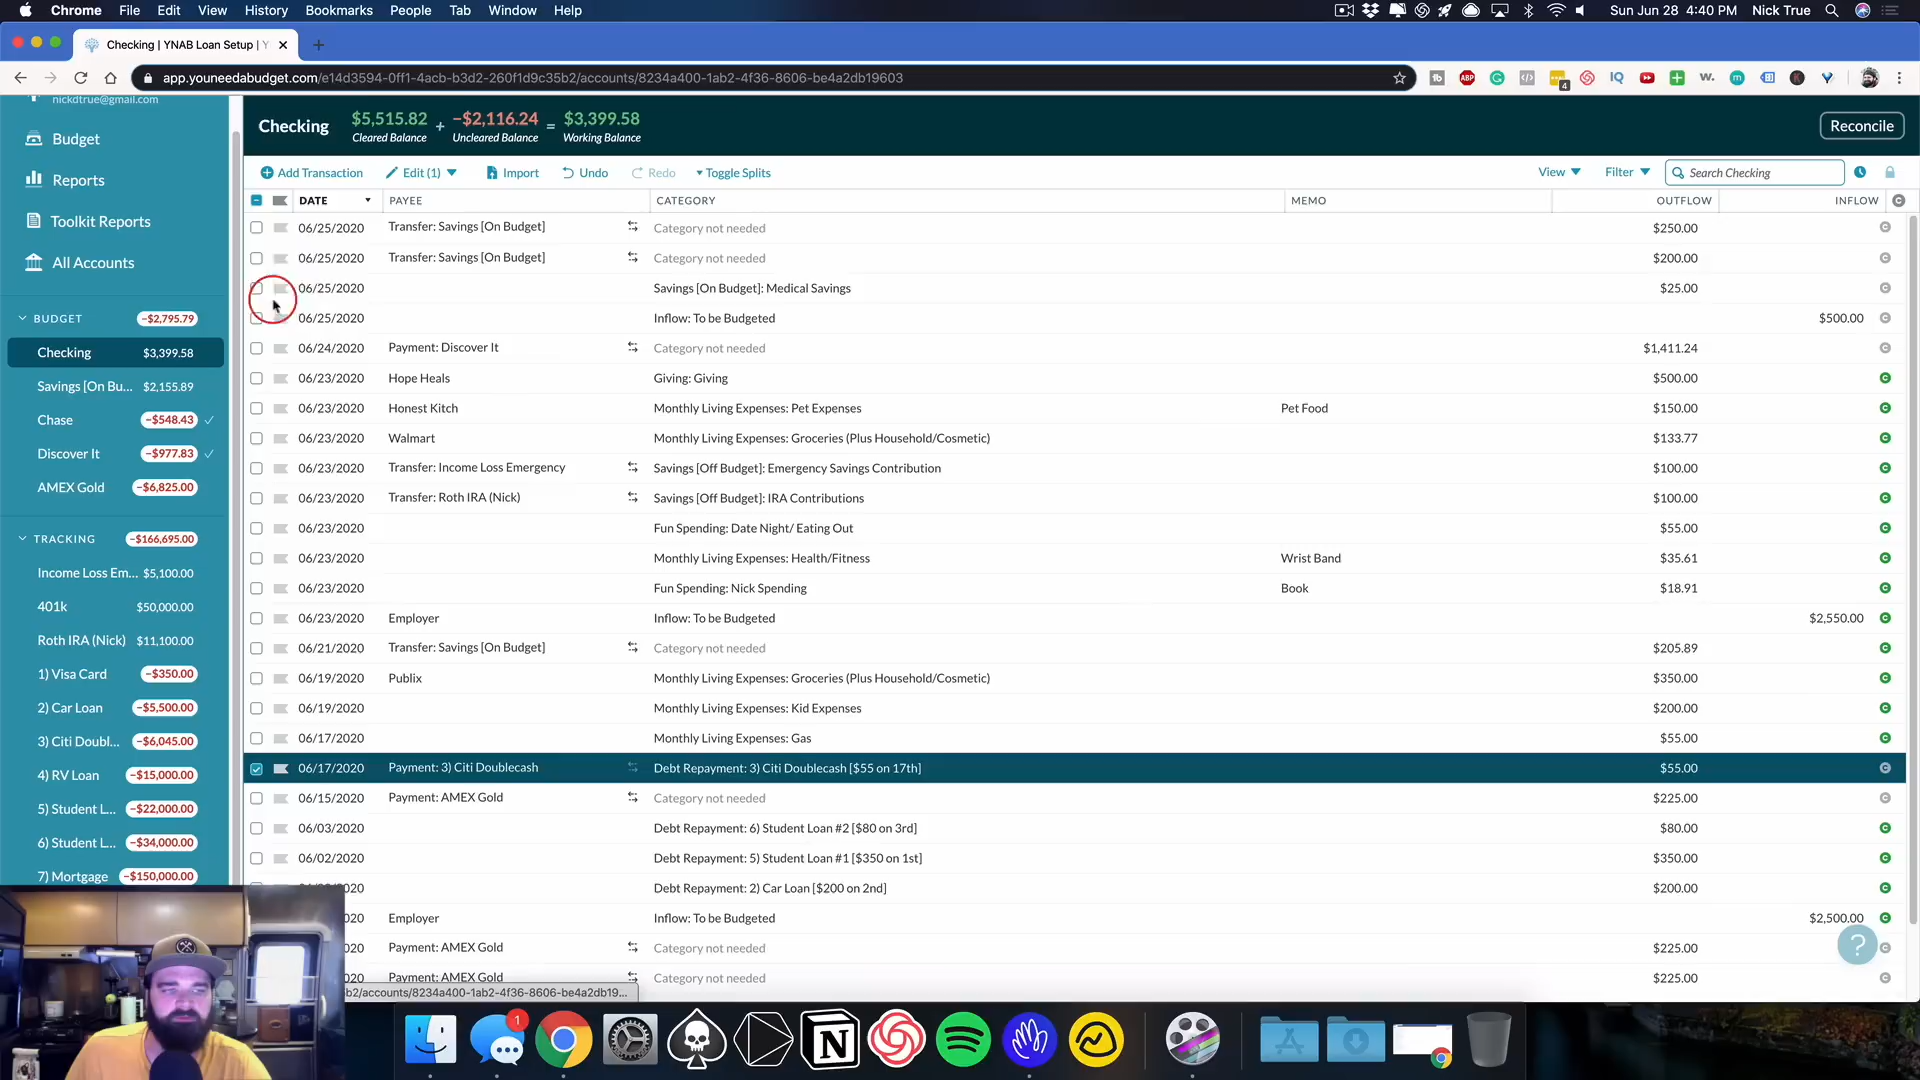 Chrome File Edit View History Bookmarks People Tab Window Help Sun Jun 28 4:40 PM Nick True
Checking | YNAB Loan Setup | Y
app.youneedabudget.com/e14d3594-0ff1-4acb-b3d2-260f1d9c35b2/accounts/8234a400-1ab2-4f36-8606-be4a2db19603
nickdtrue@gmail.com
Budget
Reports
Toolkit Reports
All Accounts
BUDGET -$2,795.79
Checking $3,399.58
Savings [On Bu... $2,155.89
Chase -$548.43
Discover It -$977.83
AMEX Gold -$6,825.00
TRACKING -$166,695.00
Income Loss Em... $5,100.00
401k $50,000.00
Roth IRA (Nick) $11,100.00
1) Visa Card -$350.00
2) Car Loan -$5,500.00
3) Citi Doubl... -$6,045.00
4) RV Loan -$15,000.00
5) Student L... -$22,000.00
6) Student L... -$34,000.00
7) Mortgage -$150,000.00
Checking $5,515.82 + -$2,116.24 = $3,399.58
Cleared Balance Uncleared Balance Working Balance
Reconcile
Add Transaction Edit (1) Import Undo Redo Toggle Splits View Filter Search Checking
DATE PAYEE CATEGORY MEMO OUTFLOW INFLOW
06/25/2020 Transfer: Savings [On Budget] Category not needed $250.00
06/25/2020 Transfer: Savings [On Budget] Category not needed $200.00
06/25/2020 Savings [On Budget]: Medical Savings $25.00
06/25/2020 Inflow: To be Budgeted $500.00
06/24/2020 Payment: Discover It Category not needed $1,411.24
06/23/2020 Hope Heals Giving: Giving $500.00
06/23/2020 Honest Kitch Monthly Living Expenses: Pet Expenses Pet Food $150.00
06/23/2020 Walmart Monthly Living Expenses: Groceries (Plus Household/Cosmetic) $133.77
06/23/2020 Transfer: Income Loss Emergency Savings [Off Budget]: Emergency Savings Contribution $100.00
06/23/2020 Transfer: Roth IRA (Nick) Savings [Off Budget]: IRA Contributions $100.00
06/23/2020 Fun Spending: Date Night/ Eating Out $55.00
06/23/2020 Monthly Living Expenses: Health/Fitness Wrist Band $35.61
06/23/2020 Fun Spending: Nick Spending Book $18.91
06/23/2020 Employer Inflow: To be Budgeted $2,550.00
06/21/2020 Transfer: Savings [On Budget] Category not needed $205.89
06/19/2020 Publix Monthly Living Expenses: Groceries (Plus Household/Cosmetic) $350.00
06/19/2020 Monthly Living Expenses: Kid Expenses $200.00
06/17/2020 Monthly Living Expenses: Gas $55.00
06/17/2020 Payment: 3) Citi Doublecash Debt Repayment: 3) Citi Doublecash [$55 on 17th] $55.00
06/15/2020 Payment: AMEX Gold Category not needed $225.00
06/03/2020 Debt Repayment: 6) Student Loan #2 [$80 on 3rd] $80.00
06/02/2020 Debt Repayment: 5) Student Loan #1 [$350 on 1st] $350.00
020 Debt Repayment: 2) Car Loan [$200 on 2nd] $200.00
020 Employer Inflow: To be Budgeted $2,500.00
020 Payment: AMEX Gold Category not needed $225.00
020 Payment: AMEX Gold Category not needed $225.00
b2/accounts/8234a400-1ab2-4f36-8606-be4a2db19...